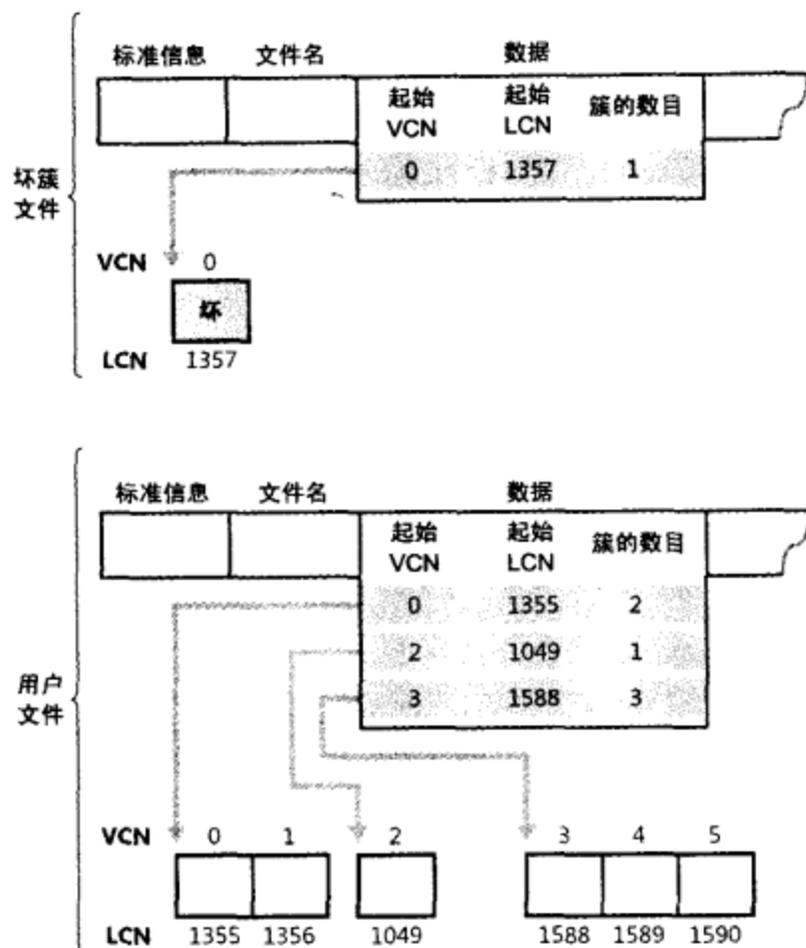 标准信息 文件名 数据
起始 VCN 起始 LCN 簇的数目
0 1357 1
坏簇文件
VCN 0
坏
LCN 1357
标准信息 文件名 数据
起始 VCN 起始 LCN 簇的数目
0 1355 2
2 1049 1
3 1588 3
用户文件
VCN 0 1 2 3 4 5
LCN 1355 1356 1049 1588 1589 1590